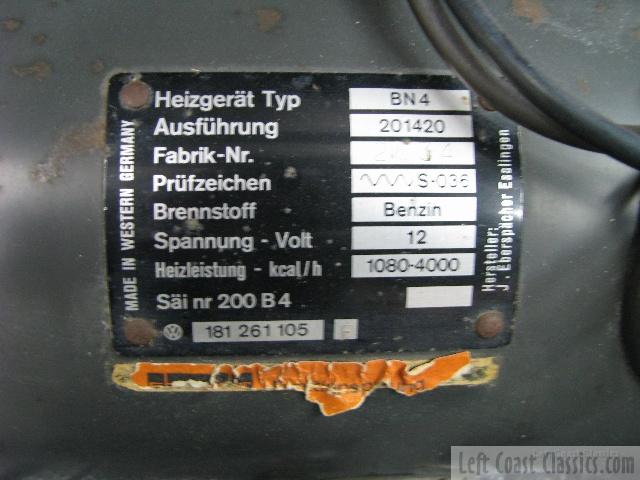 Heizgerät Typ BN4
Ausführung 201420
Fabrik-Nr.
Prüfzeichen S-036
Brennstoff Benzin
Spannung - Volt 12
Heizleistung - kcal/h 1080-4000
Säi nr 200 B 4
181 261 105
MADE IN WESTERN GERMANY
Hersteller:
J. Eberspächer Esslingen
Left Coast Classics.com